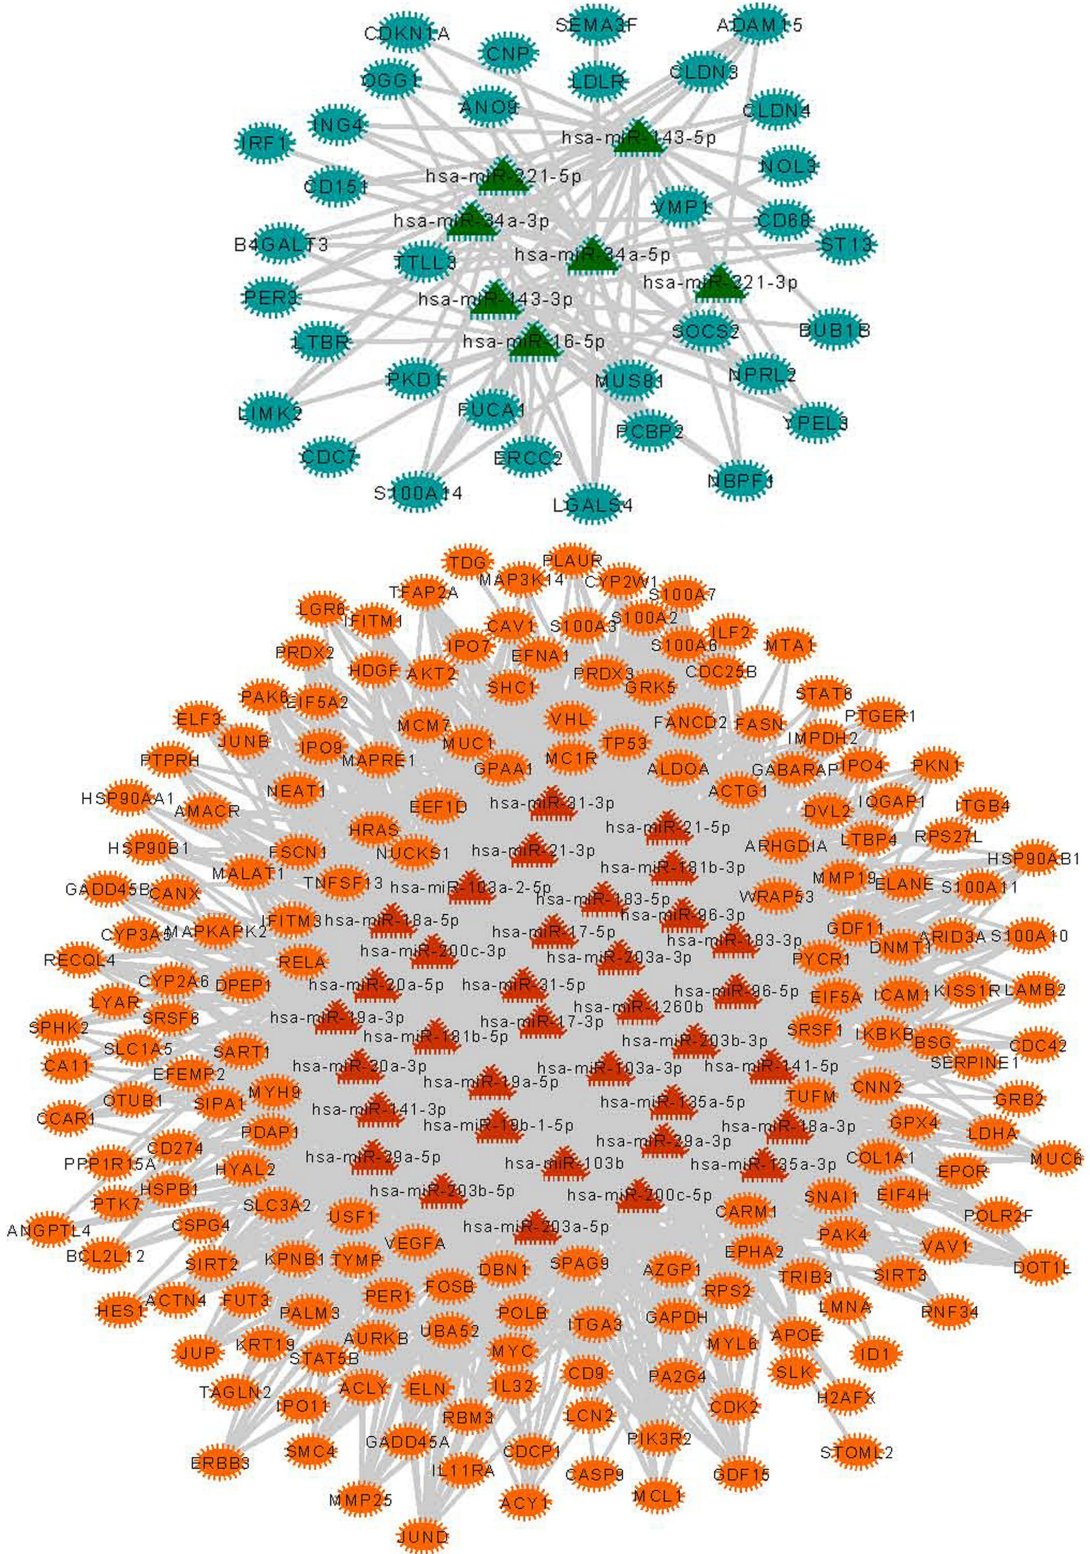 SEMA3F
ADAM15
CDKN1A
CNP
CLDN3
OGG1
LDLR
ANO9
CLDN4
ING4
hsa-miR-143-5p
IRF1
NOL3
hsa-miR-221-5p
CD151
VMP1
hsa-miR-34a-3p
CD68
B4GALT3
ST13
hsa-miR-34a-5p
TTLL3
hsa-miR-221-3p
PER3
hsa-miR-143-3p
SOCS2
BUB1B
LTBR
hsa-miR-16-5p
PKD1
MUS81
NPRL2
LIMK2
FUCA1
YPEL3
PCBP2
CDC7
ERCC2
NBPF1
S100A14
LGALS4
TDG
PLAUR
MAP3K14
CYP2W1
TFAP2A
S100A7
LGR6
IFITM1
CAV1
S100A3
S100A2
ILF2
IPO7
S100A6
MTA1
PRDX2
EFNA1
HDGF
AKT2
PRDX3
CDC25B
SHC1
GRK5
STAT6
PAK6
EIF5A2
ELF3
MCM7
VHL
FANCD2
FASN
PTGER1
JUNB
IPO9
MUC1
TP53
IMPDH2
PTPRH
MAPRE1
GPAA1
MC1R
ALDOA
GABARAP
IPO4
PKN1
NEAT1
ACTG1
HSP90AA1
AMACR
EEF1D
hsa-miR-31-3p
DVL2
IQGAP1
ITGB4
HRAS
hsa-miR-21-5p
LTBP4
RPS27L
HSP90B1
FSCN1
NUCKS1
hsa-miR-21-3p
ARHGDIA
HSP90AB1
MALAT1
TNFSF13
hsa-miR-181b-3p
MMP19
ELANE
S100A11
GADD45B
CANX
hsa-miR-103a-2-5p
hsa-miR-183-5p
WRAP53
IFITM3
hsa-miR-18a-5p
hsa-miR-96-3p
GDF11
CYP3A5
MAPKAPK2
hsa-miR-17-5p
hsa-miR-183-3p
DNMT1
ARID3A
S100A10
RECQL4
RELA
hsa-miR-200c-3p
hsa-miR-203a-3p
PYCR1
CYP2A6
DPEP1
hsa-miR-20a-5p
hsa-miR-31-5p
hsa-miR-96-5p
EIF5A
ICAM1
KISS1R
LAMB2
LYAR
SRSF6
hsa-miR-19a-3p
hsa-miR-17-3p
hsa-miR-1260b
SRSF1
IKBKB
SPHK2
SLC1A5
SART1
hsa-miR-181b-5p
hsa-miR-203b-3p
BSG
CDC42
CA11
EFEMP2
hsa-miR-20a-3p
hsa-miR-19a-5p
hsa-miR-103a-3p
hsa-miR-141-5p
SERPINE1
OTUB1
SIPA1
MYH9
TUFM
CNN2
GRB2
CCAR1
hsa-miR-141-3p
hsa-miR-135a-5p
PDAP1
hsa-miR-19b-1-5p
hsa-miR-18a-3p
GPX4
LDHA
CD274
hsa-miR-29a-3p
PPP1R15A
HYAL2
hsa-miR-29a-5p
hsa-miR-103b
hsa-miR-135a-3p
COL1A1
EPOR
MUC6
PTK7
HSPB1
hsa-miR-203b-5p
hsa-miR-200c-5p
SNAI1
EIF4H
SLC3A2
USF1
CARM1
POLR2F
ANGPTL4
CSPG4
hsa-miR-203a-5p
PAK4
BCL2L12
VEGFA
EPHA2
VAV1
SIRT2
KPNB1
TYMP
DBN1
SPAG9
AZGP1
TRIB3
SIRT3
DOT1L
HES1
ACTN4
FUT3
PER1
FOSB
RPS2
LMNA
RNF34
PALM3
POLB
ITGA3
GAPDH
AURKB
UBA52
APOE
JUP
KRT19
STAT5B
MYC
MYL6
ID1
TAGLN2
ACLY
ELN
IL32
CD9
PA2G4
SLK
IPO11
RBM3
LCN2
CDK2
H2AFX
ERBB3
SMC4
GADD45A
CDCP1
PIK3R2
STOML2
IL11RA
CASP9
GDF15
MMP25
ACY1
MCL1
JUND